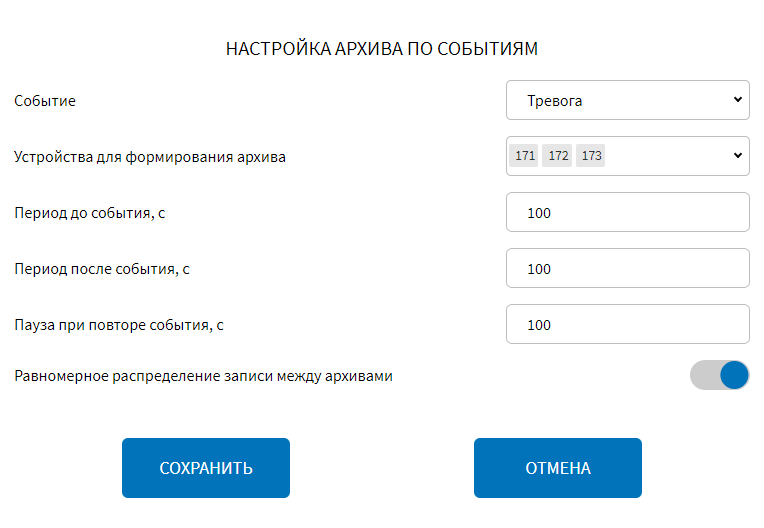 НАСТРОЙКА АРХИВА ПО СОБЫТИЯМ
Событие Тревога
Устройства для формирования архива 171 172 173
Период до события, с 100
Период после события, с 100
Пауза при повторе события, с 100
Равномерное распределение записи между архивами
СОХРАНИТЬ ОТМЕНА